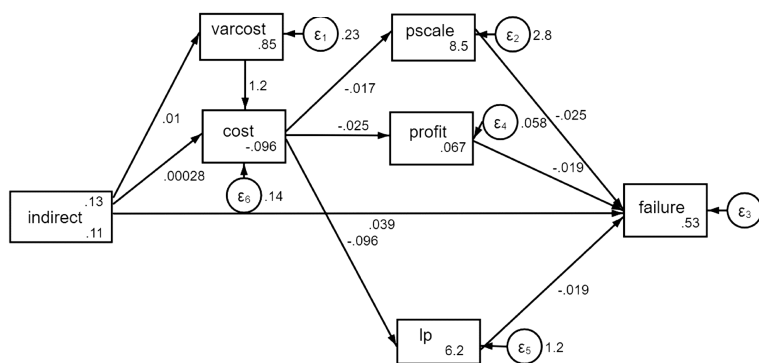 varcost
.85
ε1
.23
pscale
8.5
ε2
2.8
1.2
-.017
-.025
.01
cost
-.096
-.025
profit
.067
ε4
.058
.00028
-.019
ε6
.14
.13
indirect
.11
failure
.53
ε3
.039
-.096
-.019
lp
6.2
ε5
1.2